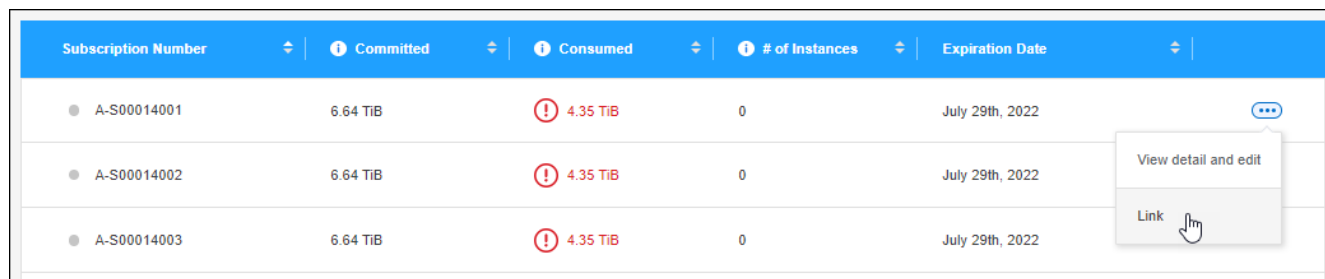 Subscription Number Committed Consumed # of Instances Expiration Date
A-S00014001 6.64 TiB 4.35 TiB 0 July 29th, 2022
View detail and edit
A-S00014002 6.64 TiB 4.35 TiB 0 July 29th, 2022
Link
A-S00014003 6.64 TiB 4.35 TiB 0 July 29th, 2022